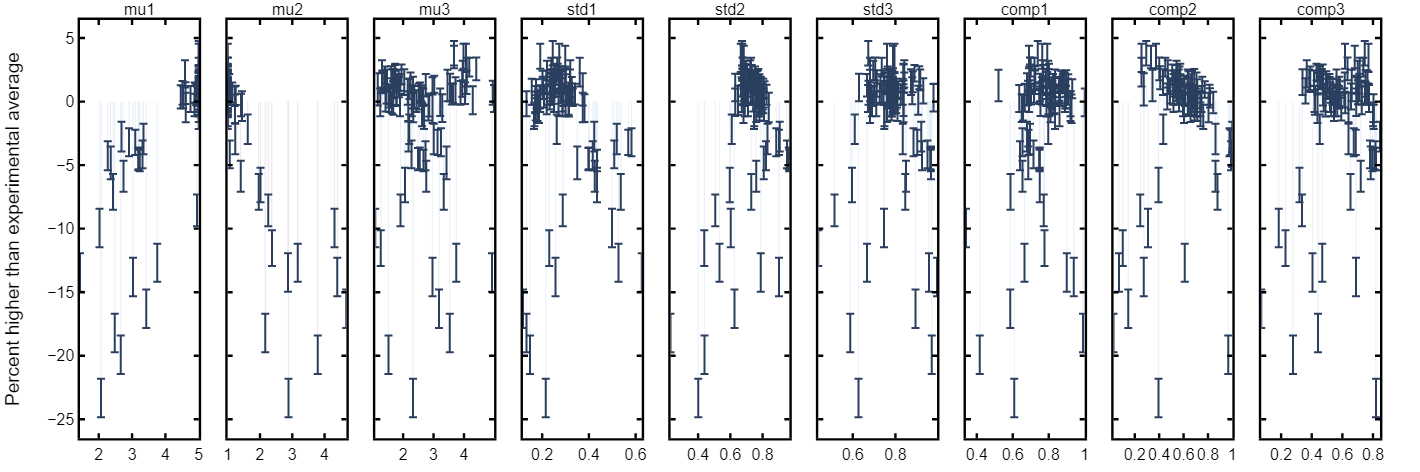 mu1 mu2 mu3 std1 std2 std3 comp1 comp2 comp3
Percent higher than experimental average
5
0
−5
−10
−15
−20
−25
2 3 4 5 1 2 3 4 2 3 4 0.2 0.4 0.6 0.4 0.6 0.8 0.6 0.8 1 0.4 0.6 0.8 1 0.2 0.4 0.6 0.8 1 0.2 0.4 0.6 0.8